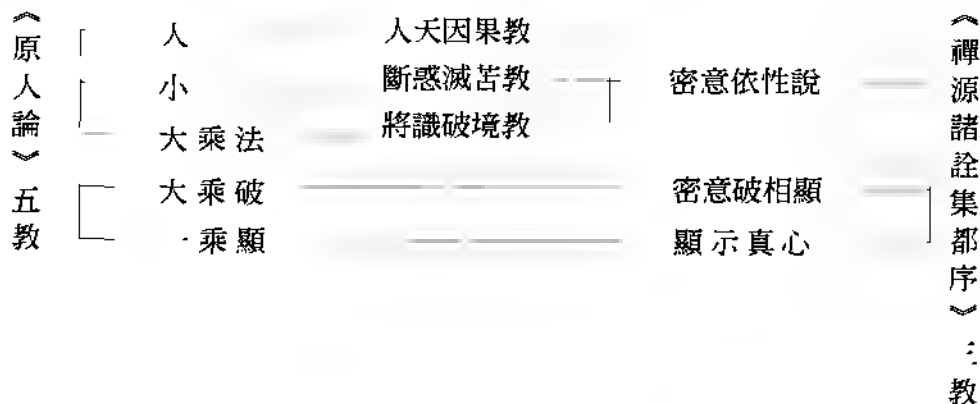 《原人論》五教
人
小
大乘法
大乘破
乘顯
人天因果教
斷惑滅苦教
將識破境教
密意依性說
密意破相顯
顯示真心
《禪源諸詮集都序》三教